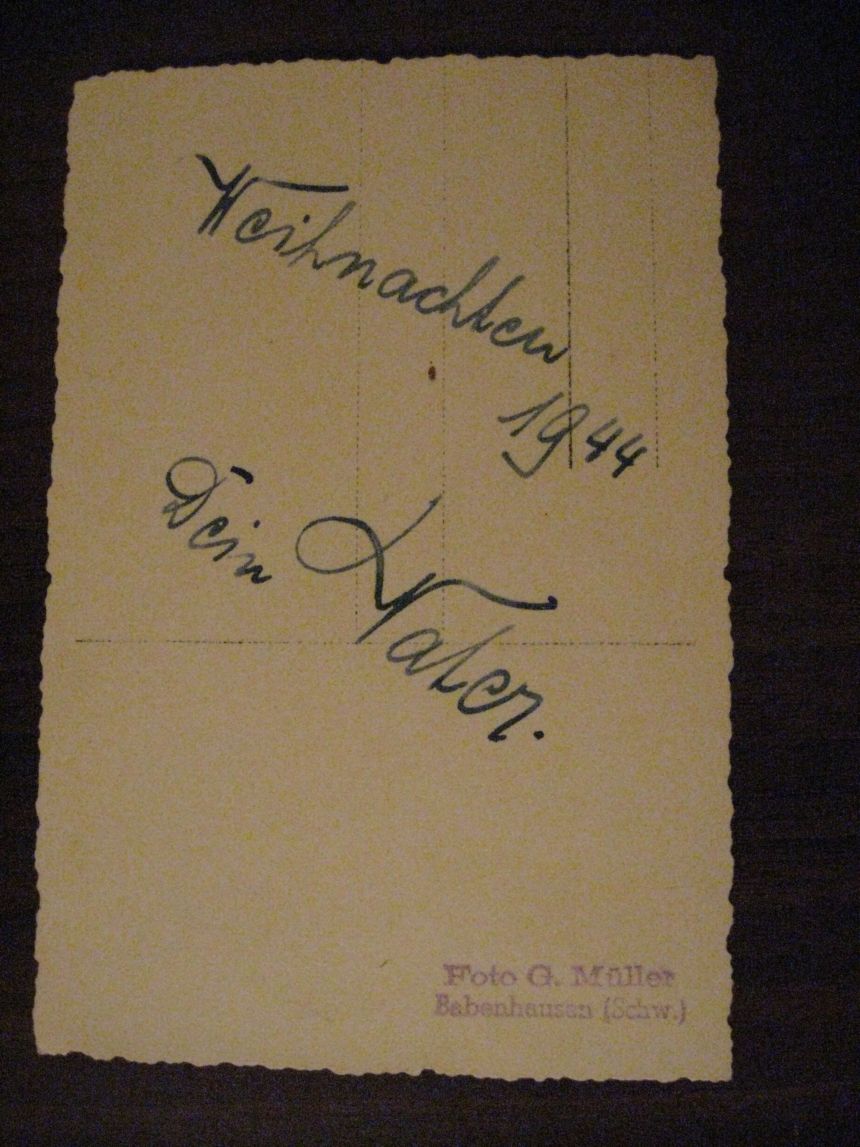 Weihnachten
1944
Dein Vater.
Foto G. Müller
Babenhausen (Schw.)